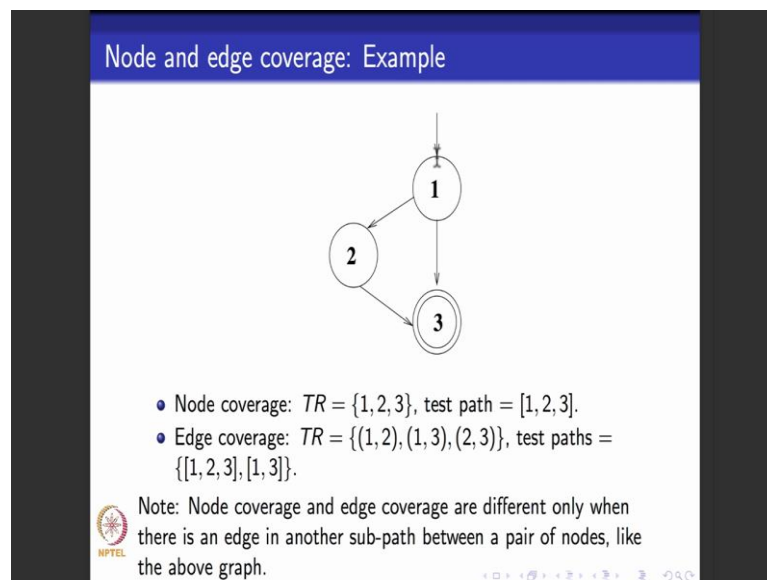 Node and edge coverage: Example
1
2
3
• Node coverage: TR = {1, 2, 3}, test path = [1, 2, 3].
• Edge coverage: TR = {(1, 2), (1, 3), (2, 3)}, test paths =
{[1, 2, 3], [1, 3]}.
Note: Node coverage and edge coverage are different only when
there is an edge in another sub-path between a pair of nodes, like
the above graph.
NPTEL